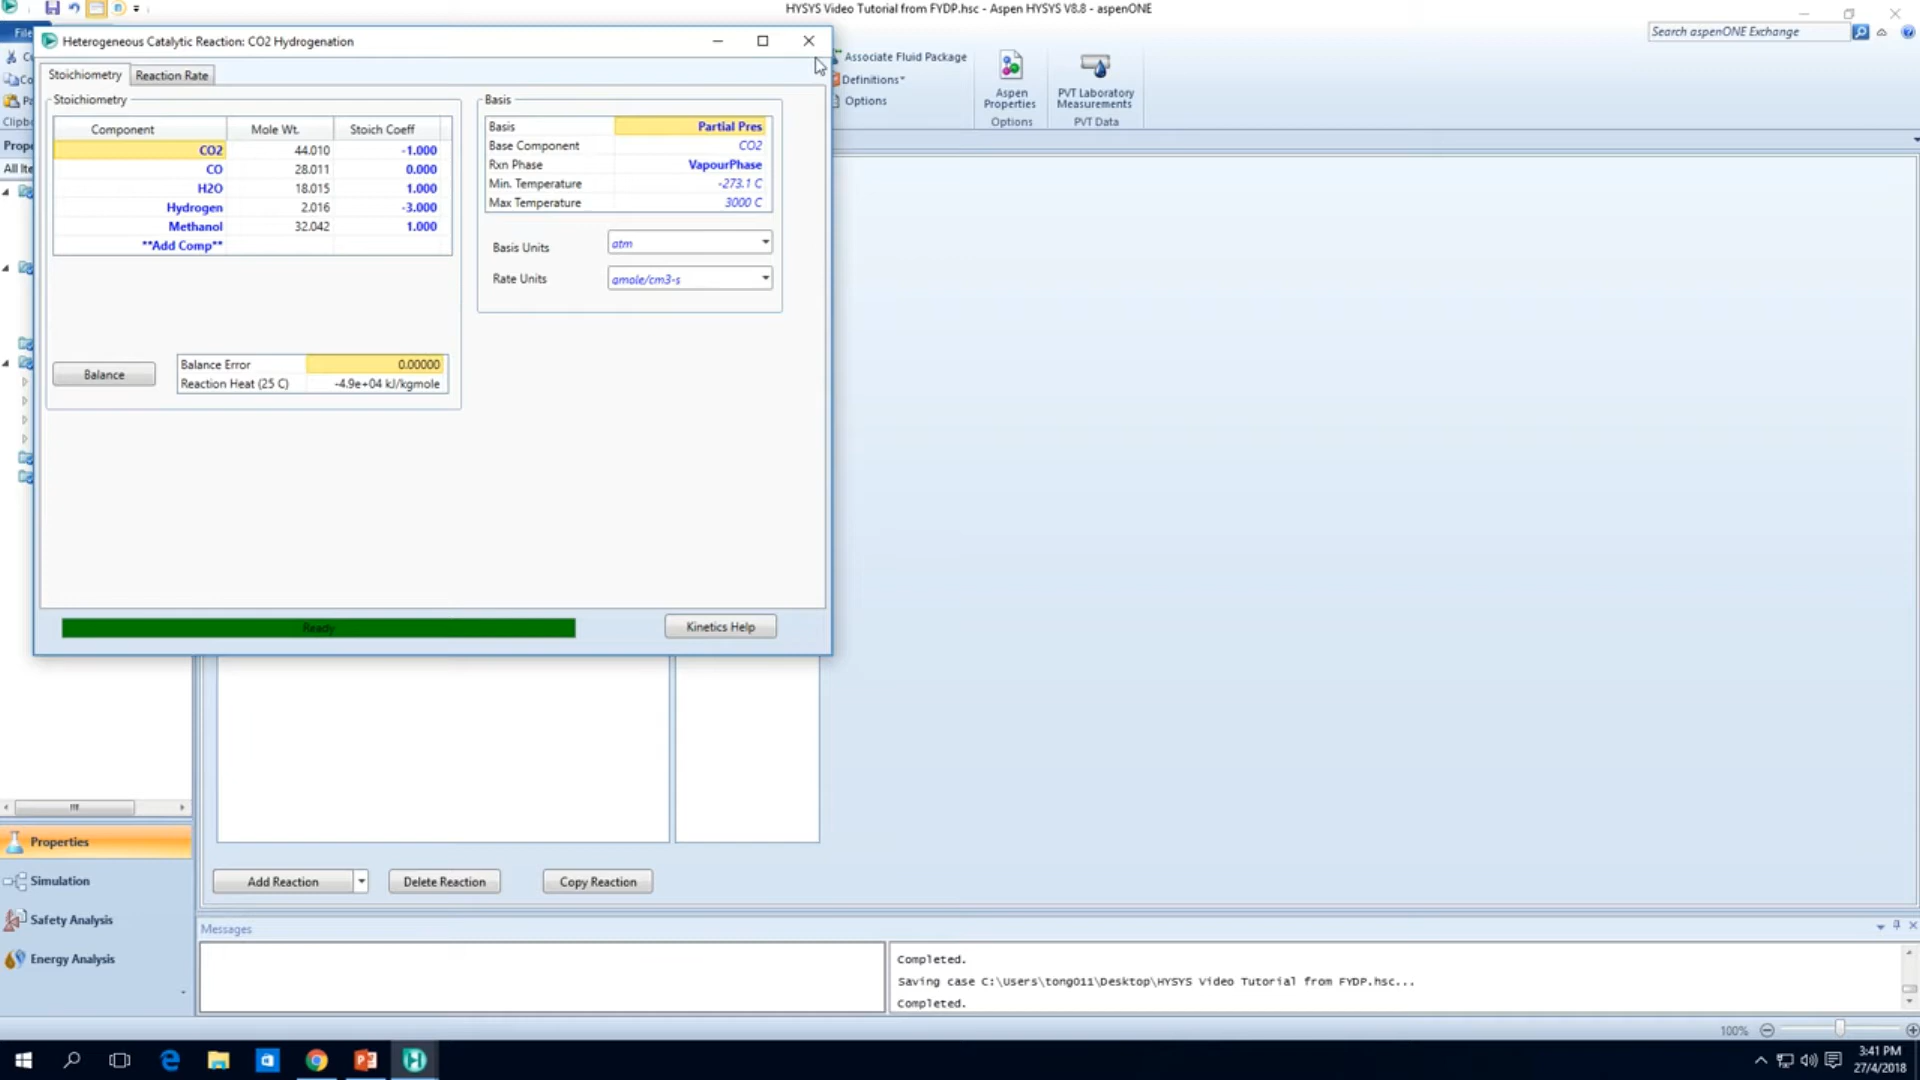 HYSYS Video Tutorial from FYDP.hsc - Aspen HYSYS V8.8 - aspenONE
File
Search aspenONE Exchange
Heterogeneous Catalytic Reaction: CO2 Hydrogenation
Associate Fluid Package
Definitions
Options
Aspen Properties
PVT Laboratory Measurements
Options
PVT Data
Clipb
Prope
All Ite
Stoichiometry
Reaction Rate
Stoichiometry
Component Mole Wt. Stoich Coeff
CO2 44.010 -1.000
CO 28.011 0.000
H2O 18.015 1.000
Hydrogen 2.016 -3.000
Methanol 32.042 1.000
**Add Comp**
Balance
Balance Error 0.00000
Reaction Heat (25 C) -4.9e+04 kJ/kgmole
Basis
Basis Partial Pres
Base Component CO2
Rxn Phase VapourPhase
Min. Temperature -273.1 C
Max Temperature 3000 C
Basis Units atm
Rate Units gmole/cm3-s
Ready
Kinetics Help
Properties
Simulation
Safety Analysis
Energy Analysis
Add Reaction
Delete Reaction
Copy Reaction
Messages
Completed.
Saving case C:\Users\tong011\Desktop\HYSYS Video Tutorial from FYDP.hsc...
Completed.
100%
3:41 PM
27/4/2018